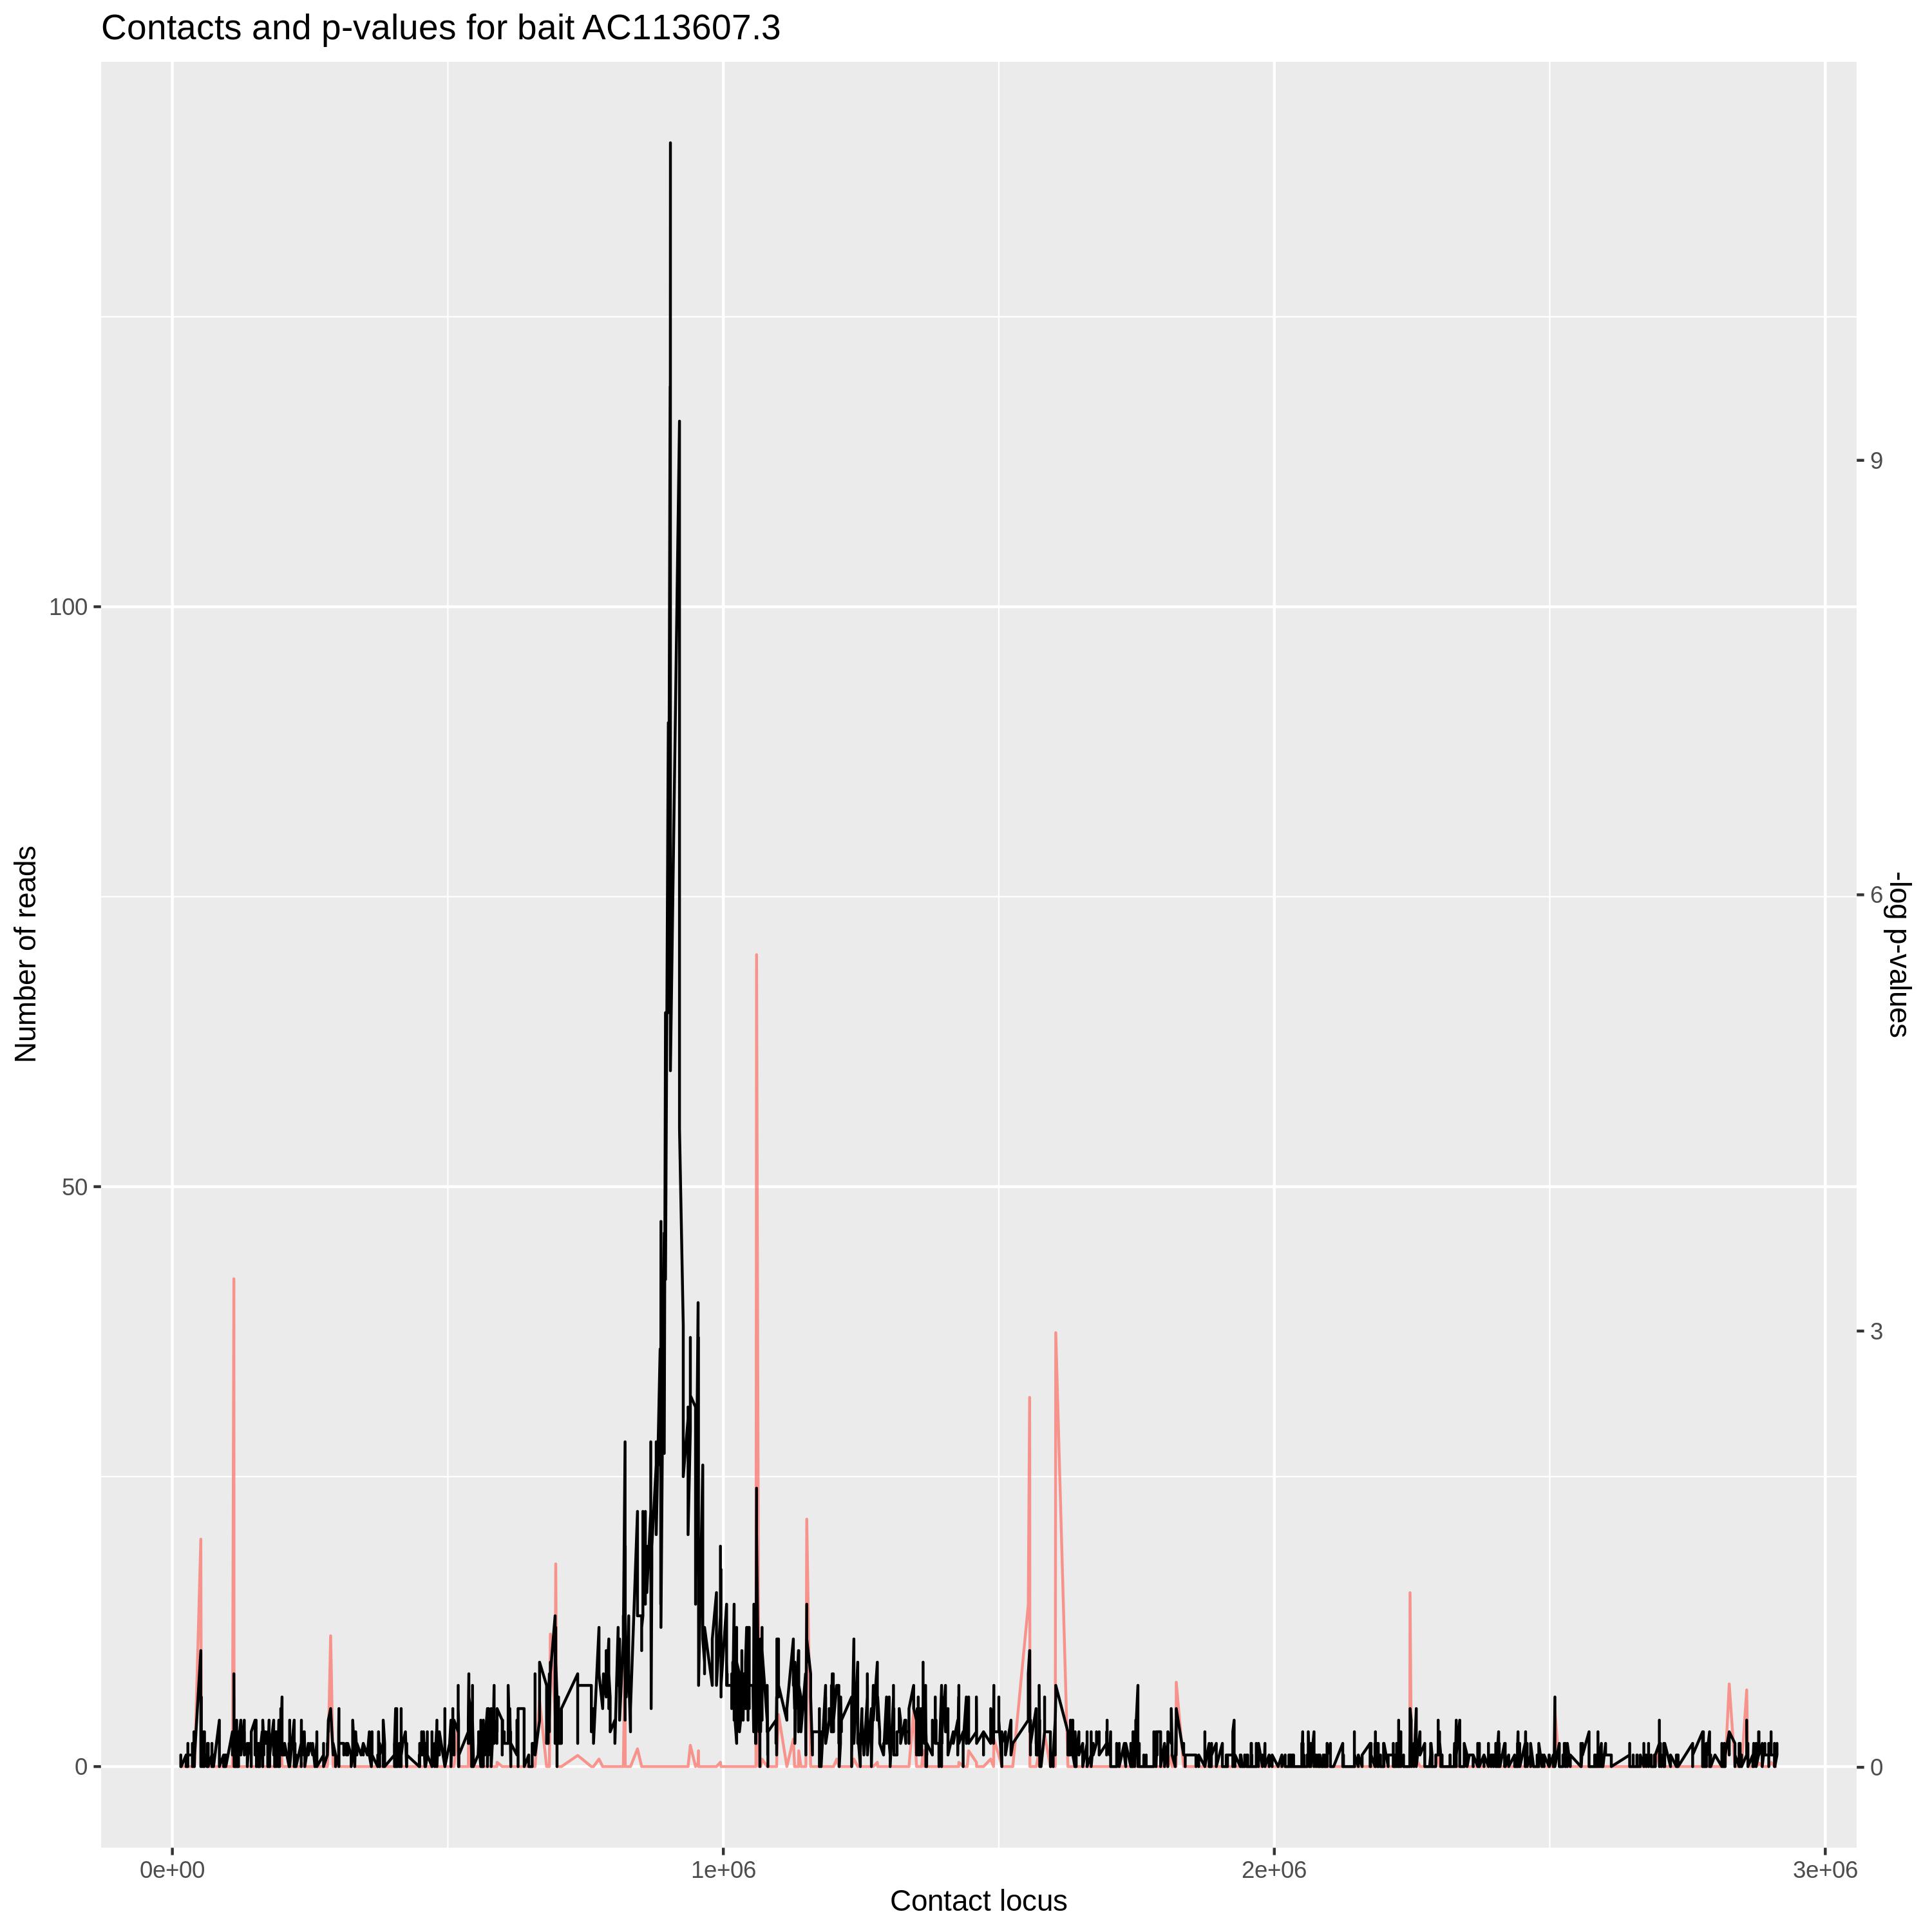 Contacts and p-values for bait AC113607.3
100
50
0
Number of reads
9
6
3
0
-log p-values
0e+00
1e+06
2e+06
3e+06
Contact locus